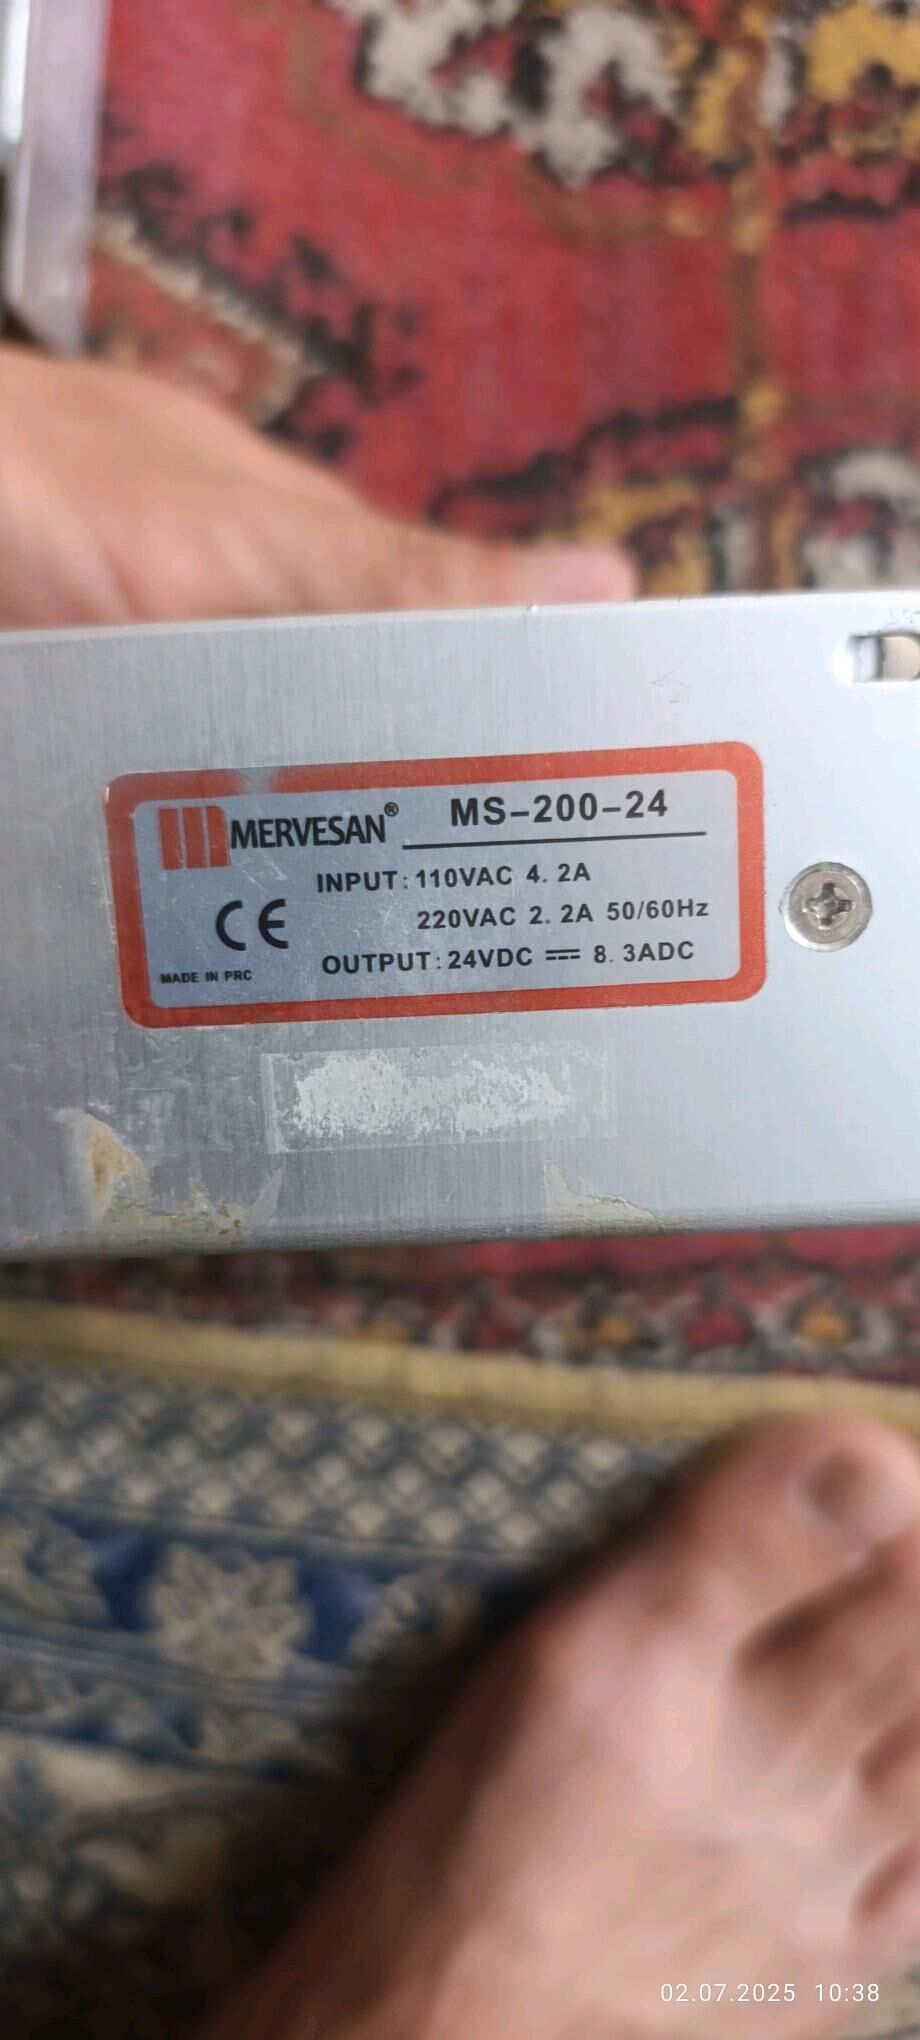 MERVESAN® MS-200-24
INPUT: 110VAC 4.2A
220VAC 2.2A 50/60Hz
CE
OUTPUT: 24VDC ⎓ 8.3ADC
MADE IN PRC
02.07.2025 10:38